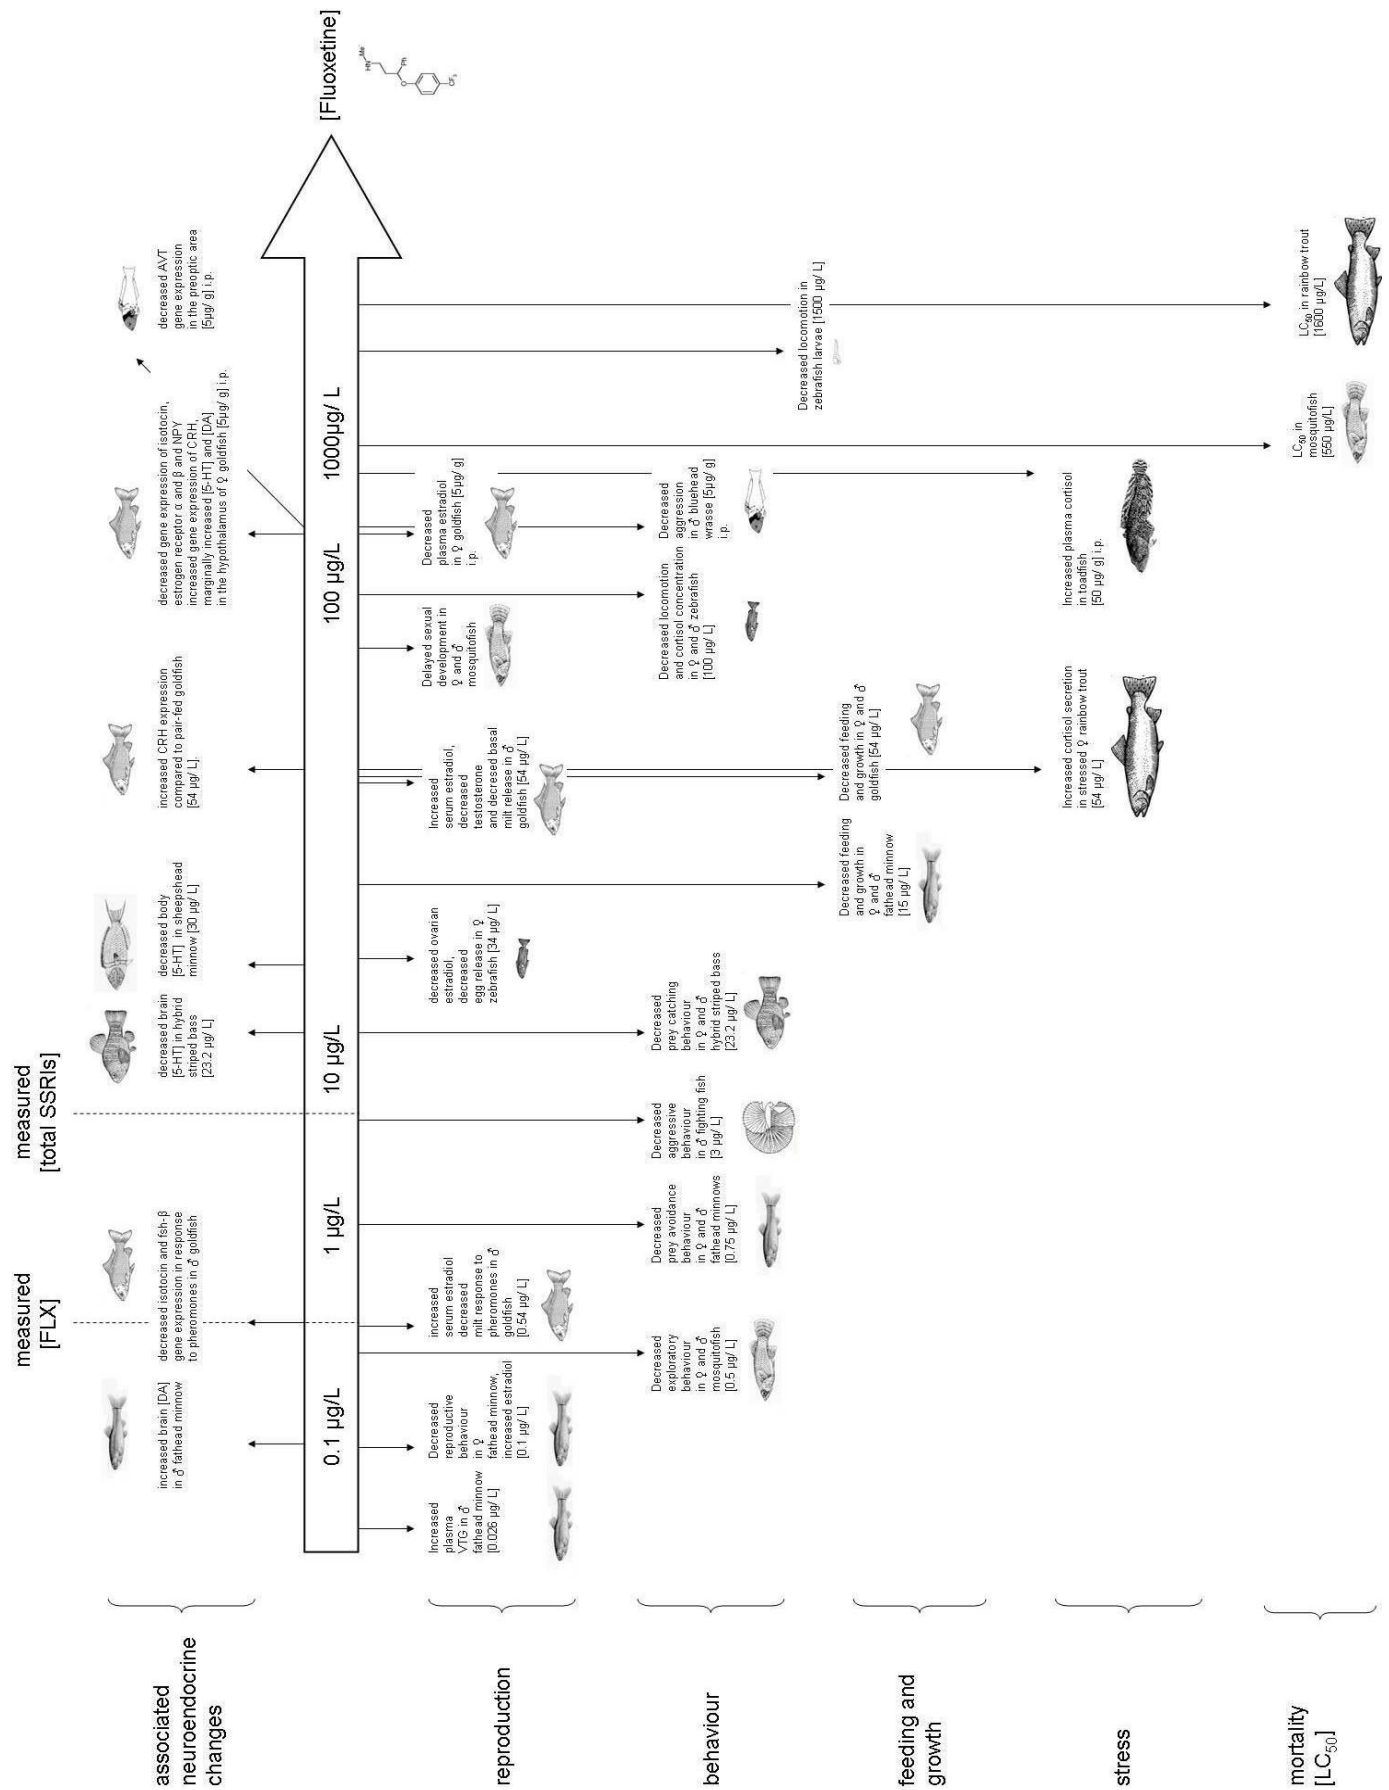 measured
[FLX]
measured
[total SSRIs]
associated
neuroendocrine
changes
increased brain [DA]
in ♂ fathead minnow
decreased isotocin and fsh-β
gene expression in response
to pheromones in ♂ goldfish
decreased brain
[5-HT] in hybrid
striped bass
[23.2 µg/ L]
decreased body
[5-HT] in sheepshead
minnow [30 µg/ L]
increased CRH expression
compared to pair-fed goldfish
[54 µg/ L].
decreased gene expression of isotocin,
estrogen receptor α and β and NPY
increased gene expression of CRH,
marginally increased [5-HT] and [DA]
in the hypothalamus of ♀ goldfish [5µg/ g] i.p.
decreased AVT
gene expression
in the preoptic area
[5µg/ g] i.p.
0.1 µg/L
1 µg/L
10 µg/L
100 µg/L
1000µg/ L
[Fluoxetine]
HN
Me
Ph
O
CF3
reproduction
Increased
plasma
VTG in ♂
fathead minnow
[0.026 µg/ L]
Decreased
reproductive
behaviour
in ♀
fathead minnow,
increased estradiol
[0.1 µg/ L]
increased
serum estradiol
decreased
milt response to
pheromones in ♂
goldfish
[0.54 µg/ L]
decreased ovarian
estradiol,
decreased
egg release in ♀
zebrafish [34 µg/ L]
Increased
serum estradiol,
decreased
testosterone
and decresed basal
milt release in ♂
goldfish [54 µg/ L]
Delayed sexual
development in
♀ and ♂
mosquitofish
Decreased
plasma estradiol
in ♀ goldfish [5µg/ g]
i.p.
behaviour
Decreased
exploratory
behaviour
in ♀ and ♂
mosquitofish
[0.5 µg/ L]
Decreased
prey avoidance
behaviour
in ♀ and ♂
fathead minnows
[0.75 µg/ L]
Decreased
aggressive
behaviour
in ♂ fighting fish
[3 µg/ L]
Decreased
prey catching
behaviour
in ♀ and ♂
hybrid striped bass
[23.2 µg/ L]
Decreased locomotion
and cortisol concentration
in ♀ and ♂ zebrafish
[100 µg/ L]
Decreased
aggression
in ♂ bluehead
wrasse [5µg/ g]
i.p.
Decreased locomotion in
zebrafish larvae [1500 µg/ L]
feeding and
growth
Decreased feeding
and growth in
♀ and ♂
fathead minnow
[15 µg/ L]
Decreased feeding
and growth in ♀ and ♂
goldfish [54 µg/ L]
stress
Increased cortisol secretion
in stressed ♀ rainbow trout
[54 µg/ L]
Increased plasma cortisol
in toadfish
[50 µg/ g] i.p.
mortality
[LC50]
LC50 in
mosquitofish
[550 µg/L]
LC50 in rainbow trout
[1600 µg/L]